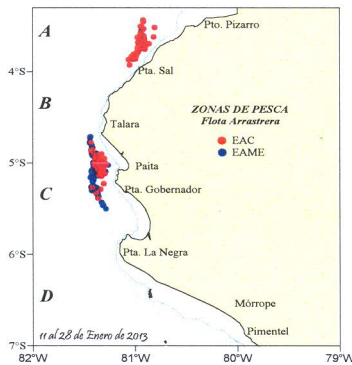 A
Pto. Pizarro
4°S
Pta. Sal
B
ZONAS DE PESCA
Flota Arrastrera
EAC
EAME
Talara
5°S
Paita
C
Pta. Gobernador
6°S
Pta. La Negra
D
Mórrope
11 al 28 de Enero de 2013
Pimentel
7°S
82°W
81°W
80°W
79°W